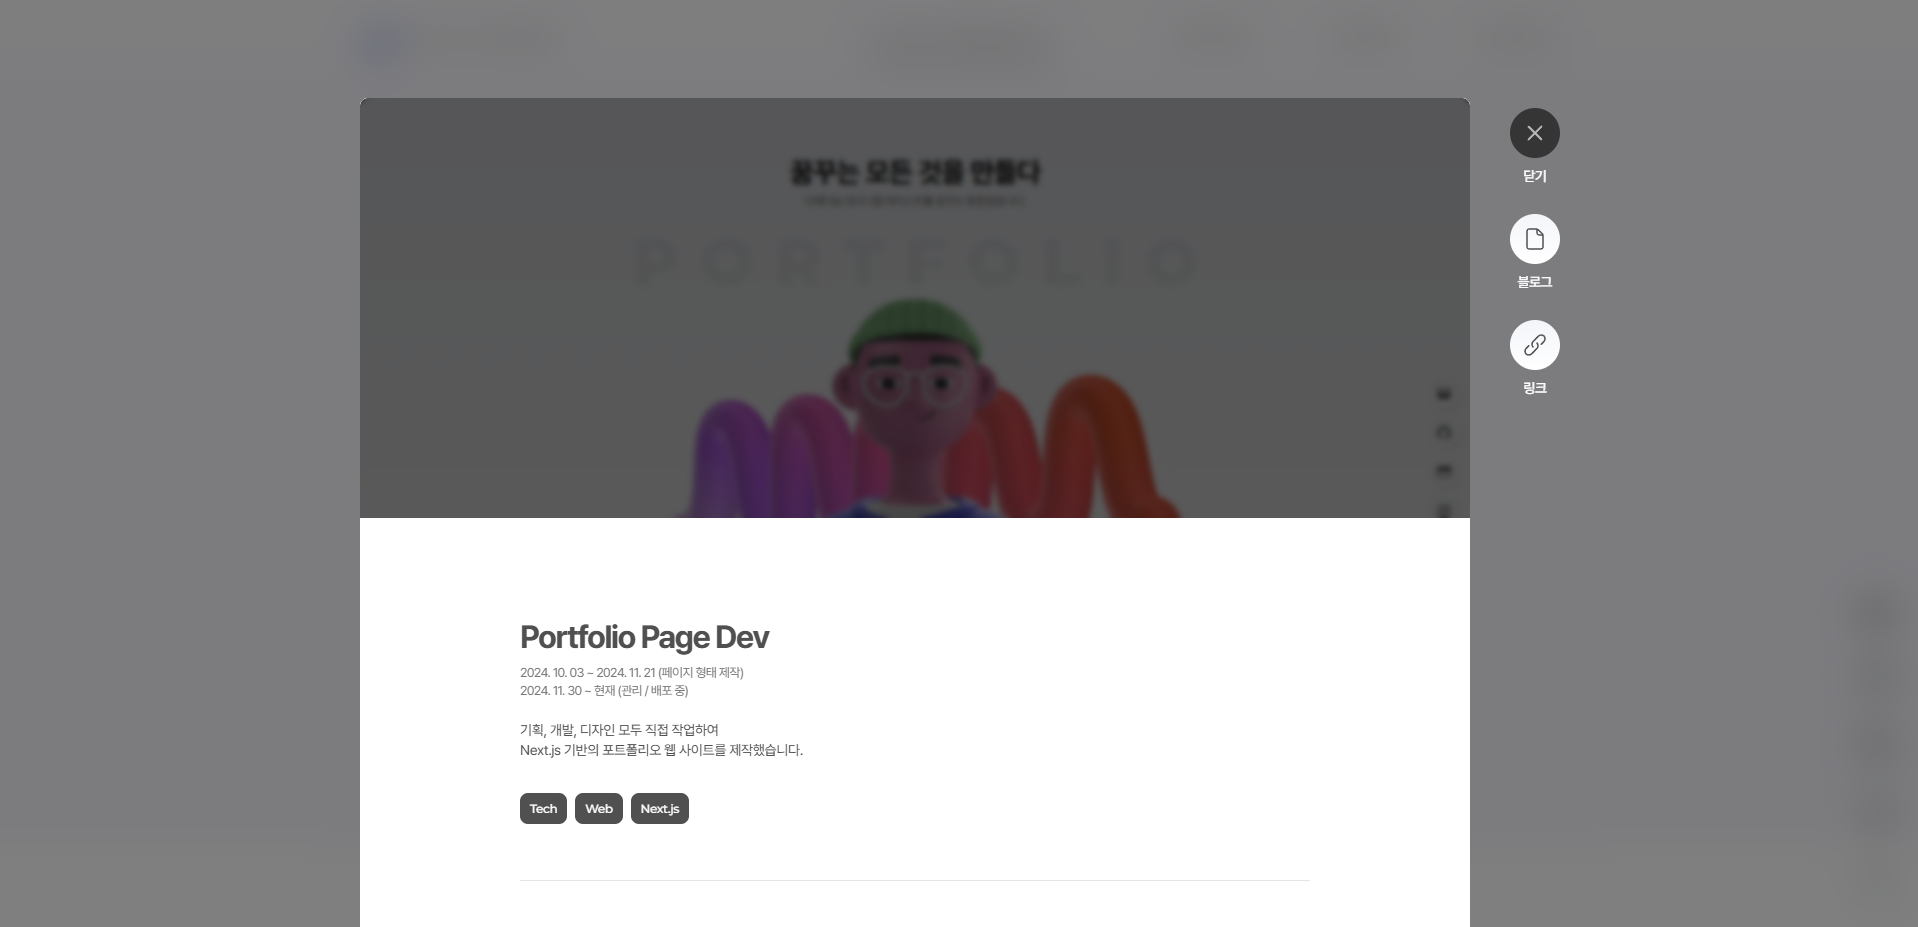 꿈꾸는 모든 것을 만들다
PORTFOLIO
닫기
블로그
링크
Portfolio Page Dev
2024. 10. 03 ~ 2024. 11. 21 (페이지 형태 제작)
2024. 11. 30 ~ 현재 (관리 / 배포 중)
기획, 개발, 디자인 모두 직접 작업하여
Next.js 기반의 포트폴리오 웹 사이트를 제작했습니다.
Tech Web Next.js